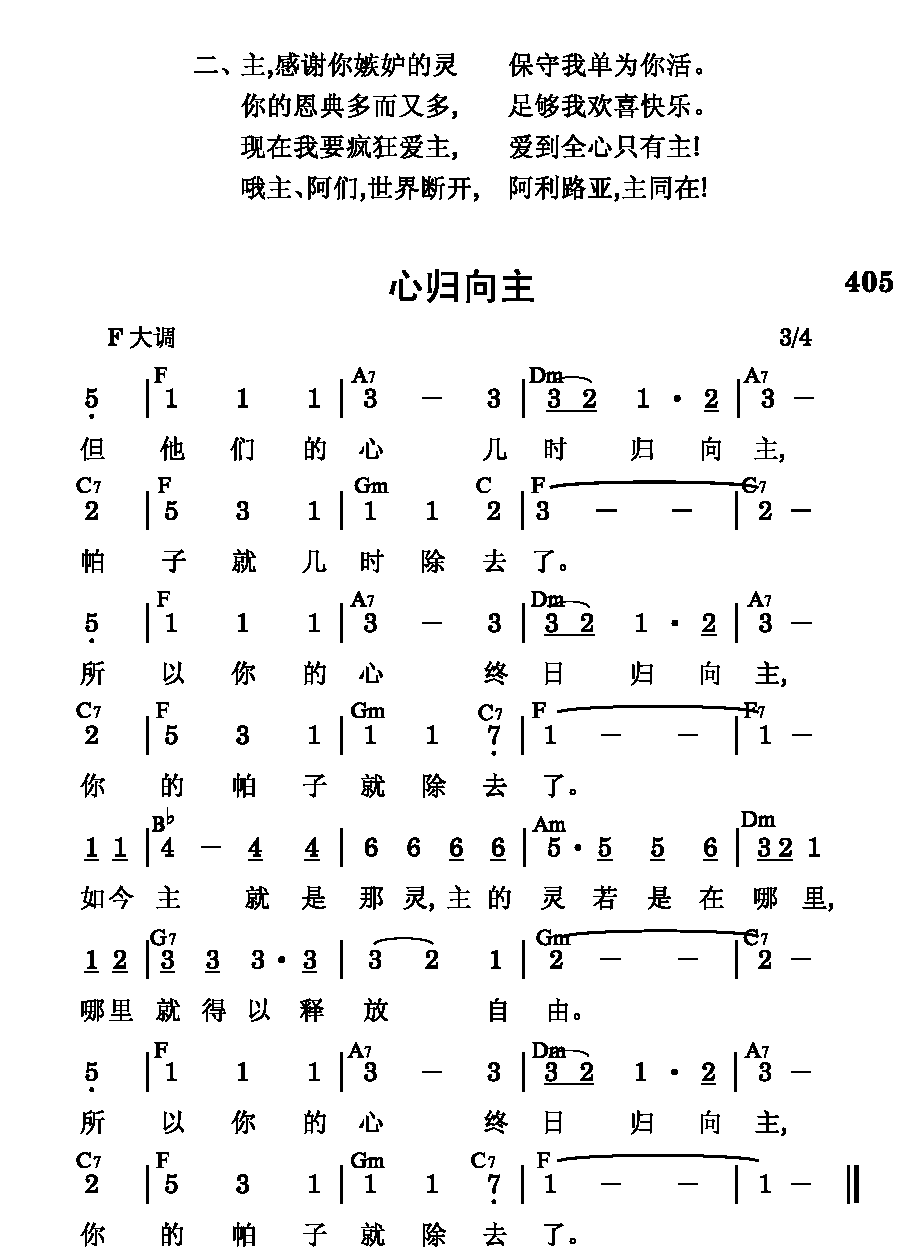 二、主,感谢你嫉妒的灵 保守我单为你活。
你的恩典多而又多, 足够我欢喜快乐。
现在我要疯狂爱主, 爱到全心只有主!
哦主、阿们,世界断开, 阿利路亚,主同在!
心归向主 405
F 大调 3/4
F A7 Dm A7
5 | 1 1 1 | 3 － 3 | 3 2 1 · 2 | 3 －
但 他 们 的 心 几 时 归 向 主,
C7 F Gm C F G7
2 | 5 3 1 | 1 1 2 | 3 － － | 2 －
帕 子 就 几 时 除 去 了。
F A7 Dm A7
5 | 1 1 1 | 3 － 3 | 3 2 1 · 2 | 3 －
所 以 你 的 心 终 日 归 向 主,
C7 F Gm C7 F F7
2 | 5 3 1 | 1 1 7 | 1 － － | 1 －
你 的 帕 子 就 除 去 了。
B♭ Am Dm
1 1 | 4 － 4 4 | 6 6 6 6 | 5 · 5 5 6 | 3 2 1
如今 主 就 是 那 灵, 主 的 灵 若 是 在 哪 里,
G7 Gm C7
1 2 | 3 3 3 · 3 | 3 2 1 | 2 － － | 2 －
哪里 就 得 以 释 放 自 由。
F A7 Dm A7
5 | 1 1 1 | 3 － 3 | 3 2 1 · 2 | 3 －
所 以 你 的 心 终 日 归 向 主,
C7 F Gm C7 F
2 | 5 3 1 | 1 1 7 | 1 － － | 1 － ‖
你 的 帕 子 就 除 去 了。